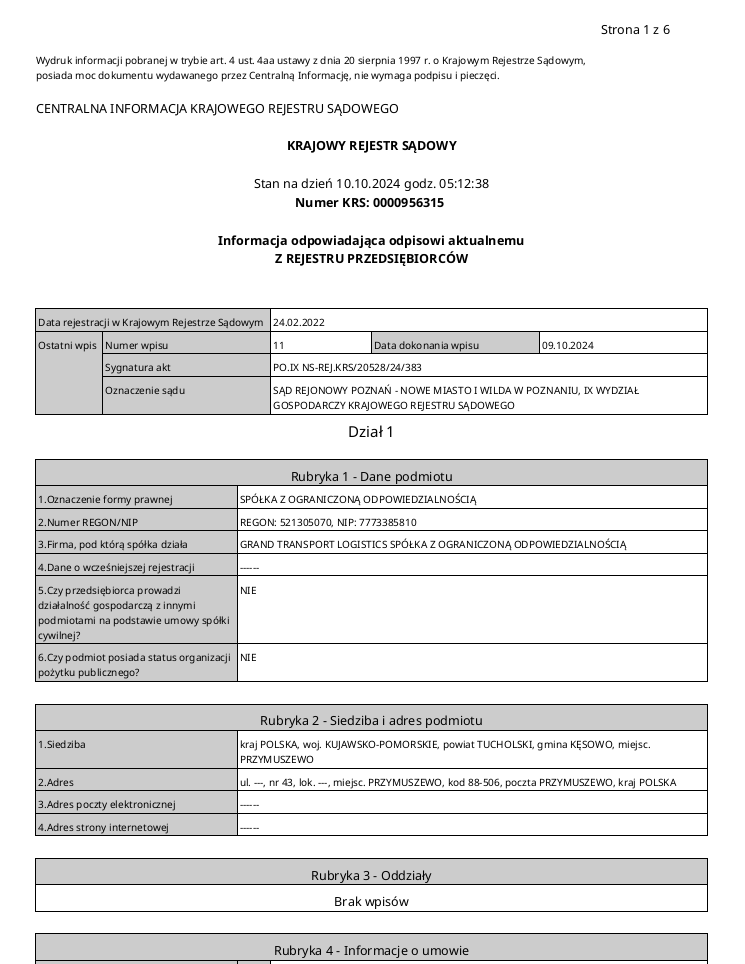 Strona 1 z 6
Wydruk informacji pobranej w trybie art. 4 ust. 4aa ustawy z dnia 20 sierpnia 1997 r. o Krajowym Rejestrze Sądowym,
posiada moc dokumentu wydawanego przez Centralną Informację, nie wymaga podpisu i pieczęci.
CENTRALNA INFORMACJA KRAJOWEGO REJESTRU SĄDOWEGO
KRAJOWY REJESTR SĄDOWY
Stan na dzień 10.10.2024 godz. 05:12:38
Numer KRS: 0000956315
Informacja odpowiadająca odpisowi aktualnemu
Z REJESTRU PRZEDSIĘBIORCÓW
Data rejestracji w Krajowym Rejestrze Sądowym 24.02.2022
Ostatni wpis Numer wpisu 11 Data dokonania wpisu 09.10.2024
Sygnatura akt PO.IX NS-REJ.KRS/20528/24/383
Oznaczenie sądu SĄD REJONOWY POZNAŃ - NOWE MIASTO I WILDA W POZNANIU, IX WYDZIAŁ
GOSPODARCZY KRAJOWEGO REJESTRU SĄDOWEGO
Dział 1
Rubryka 1 - Dane podmiotu
1.Oznaczenie formy prawnej SPÓŁKA Z OGRANICZONĄ ODPOWIEDZIALNOŚCIĄ
2.Numer REGON/NIP REGON: 521305070, NIP: 7773385810
3.Firma, pod którą spółka działa GRAND TRANSPORT LOGISTICS SPÓŁKA Z OGRANICZONĄ ODPOWIEDZIALNOŚCIĄ
4.Dane o wcześniejszej rejestracji ------
5.Czy przedsiębiorca prowadzi NIE
działalność gospodarczą z innymi
podmiotami na podstawie umowy spółki
cywilnej?
6.Czy podmiot posiada status organizacji NIE
pożytku publicznego?
Rubryka 2 - Siedziba i adres podmiotu
1.Siedziba kraj POLSKA, woj. KUJAWSKO-POMORSKIE, powiat TUCHOLSKI, gmina KĘSOWO, miejsc.
PRZYMUSZEWO
2.Adres ul. ---, nr 43, lok. ---, miejsc. PRZYMUSZEWO, kod 88-506, poczta PRZYMUSZEWO, kraj POLSKA
3.Adres poczty elektronicznej ------
4.Adres strony internetowej ------
Rubryka 3 - Oddziały
Brak wpisów
Rubryka 4 - Informacje o umowie